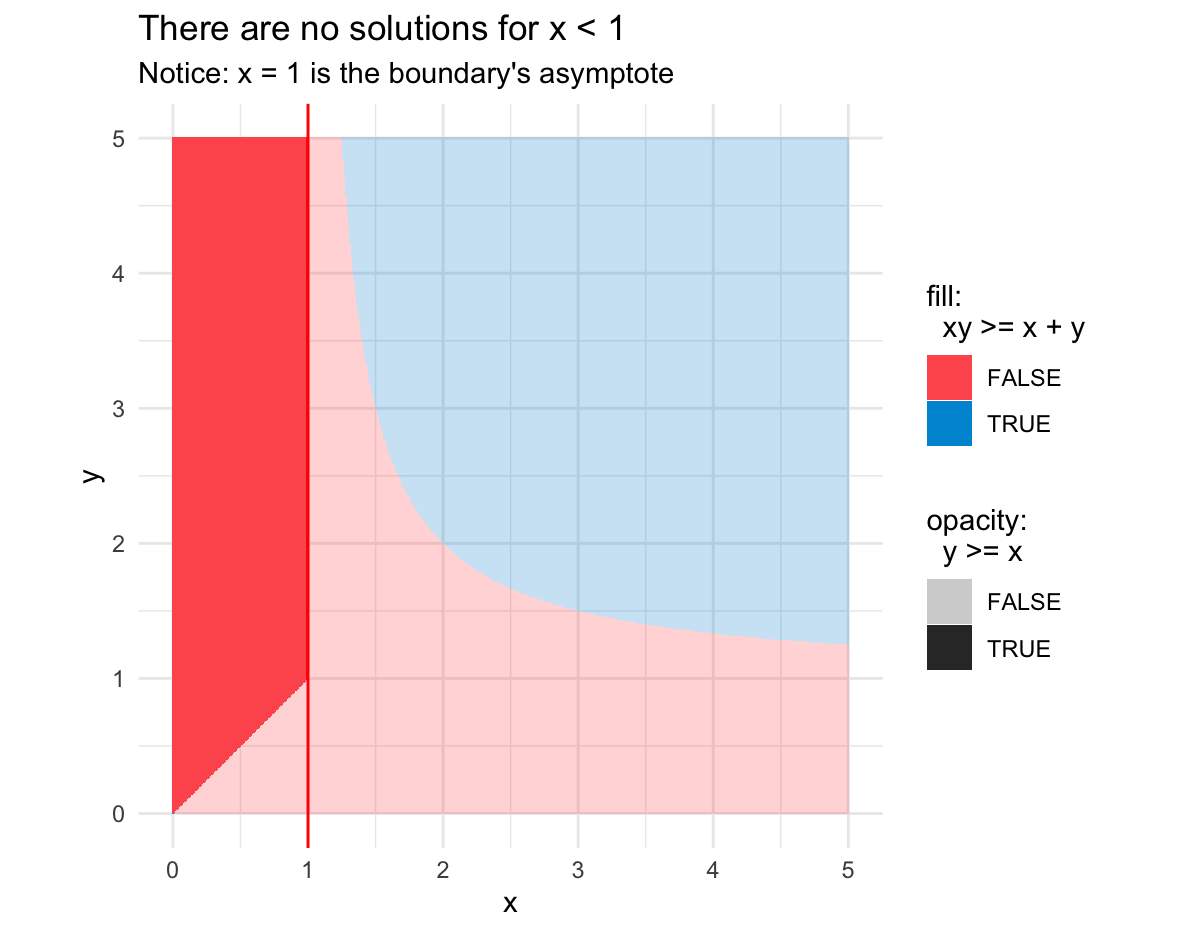 There are no solutions for x < 1
Notice: x = 1 is the boundary's asymptote
5
4
3
2
1
0
y
0 1 2 3 4 5
x
fill:
xy >= x + y
FALSE
TRUE
opacity:
y >= x
FALSE
TRUE